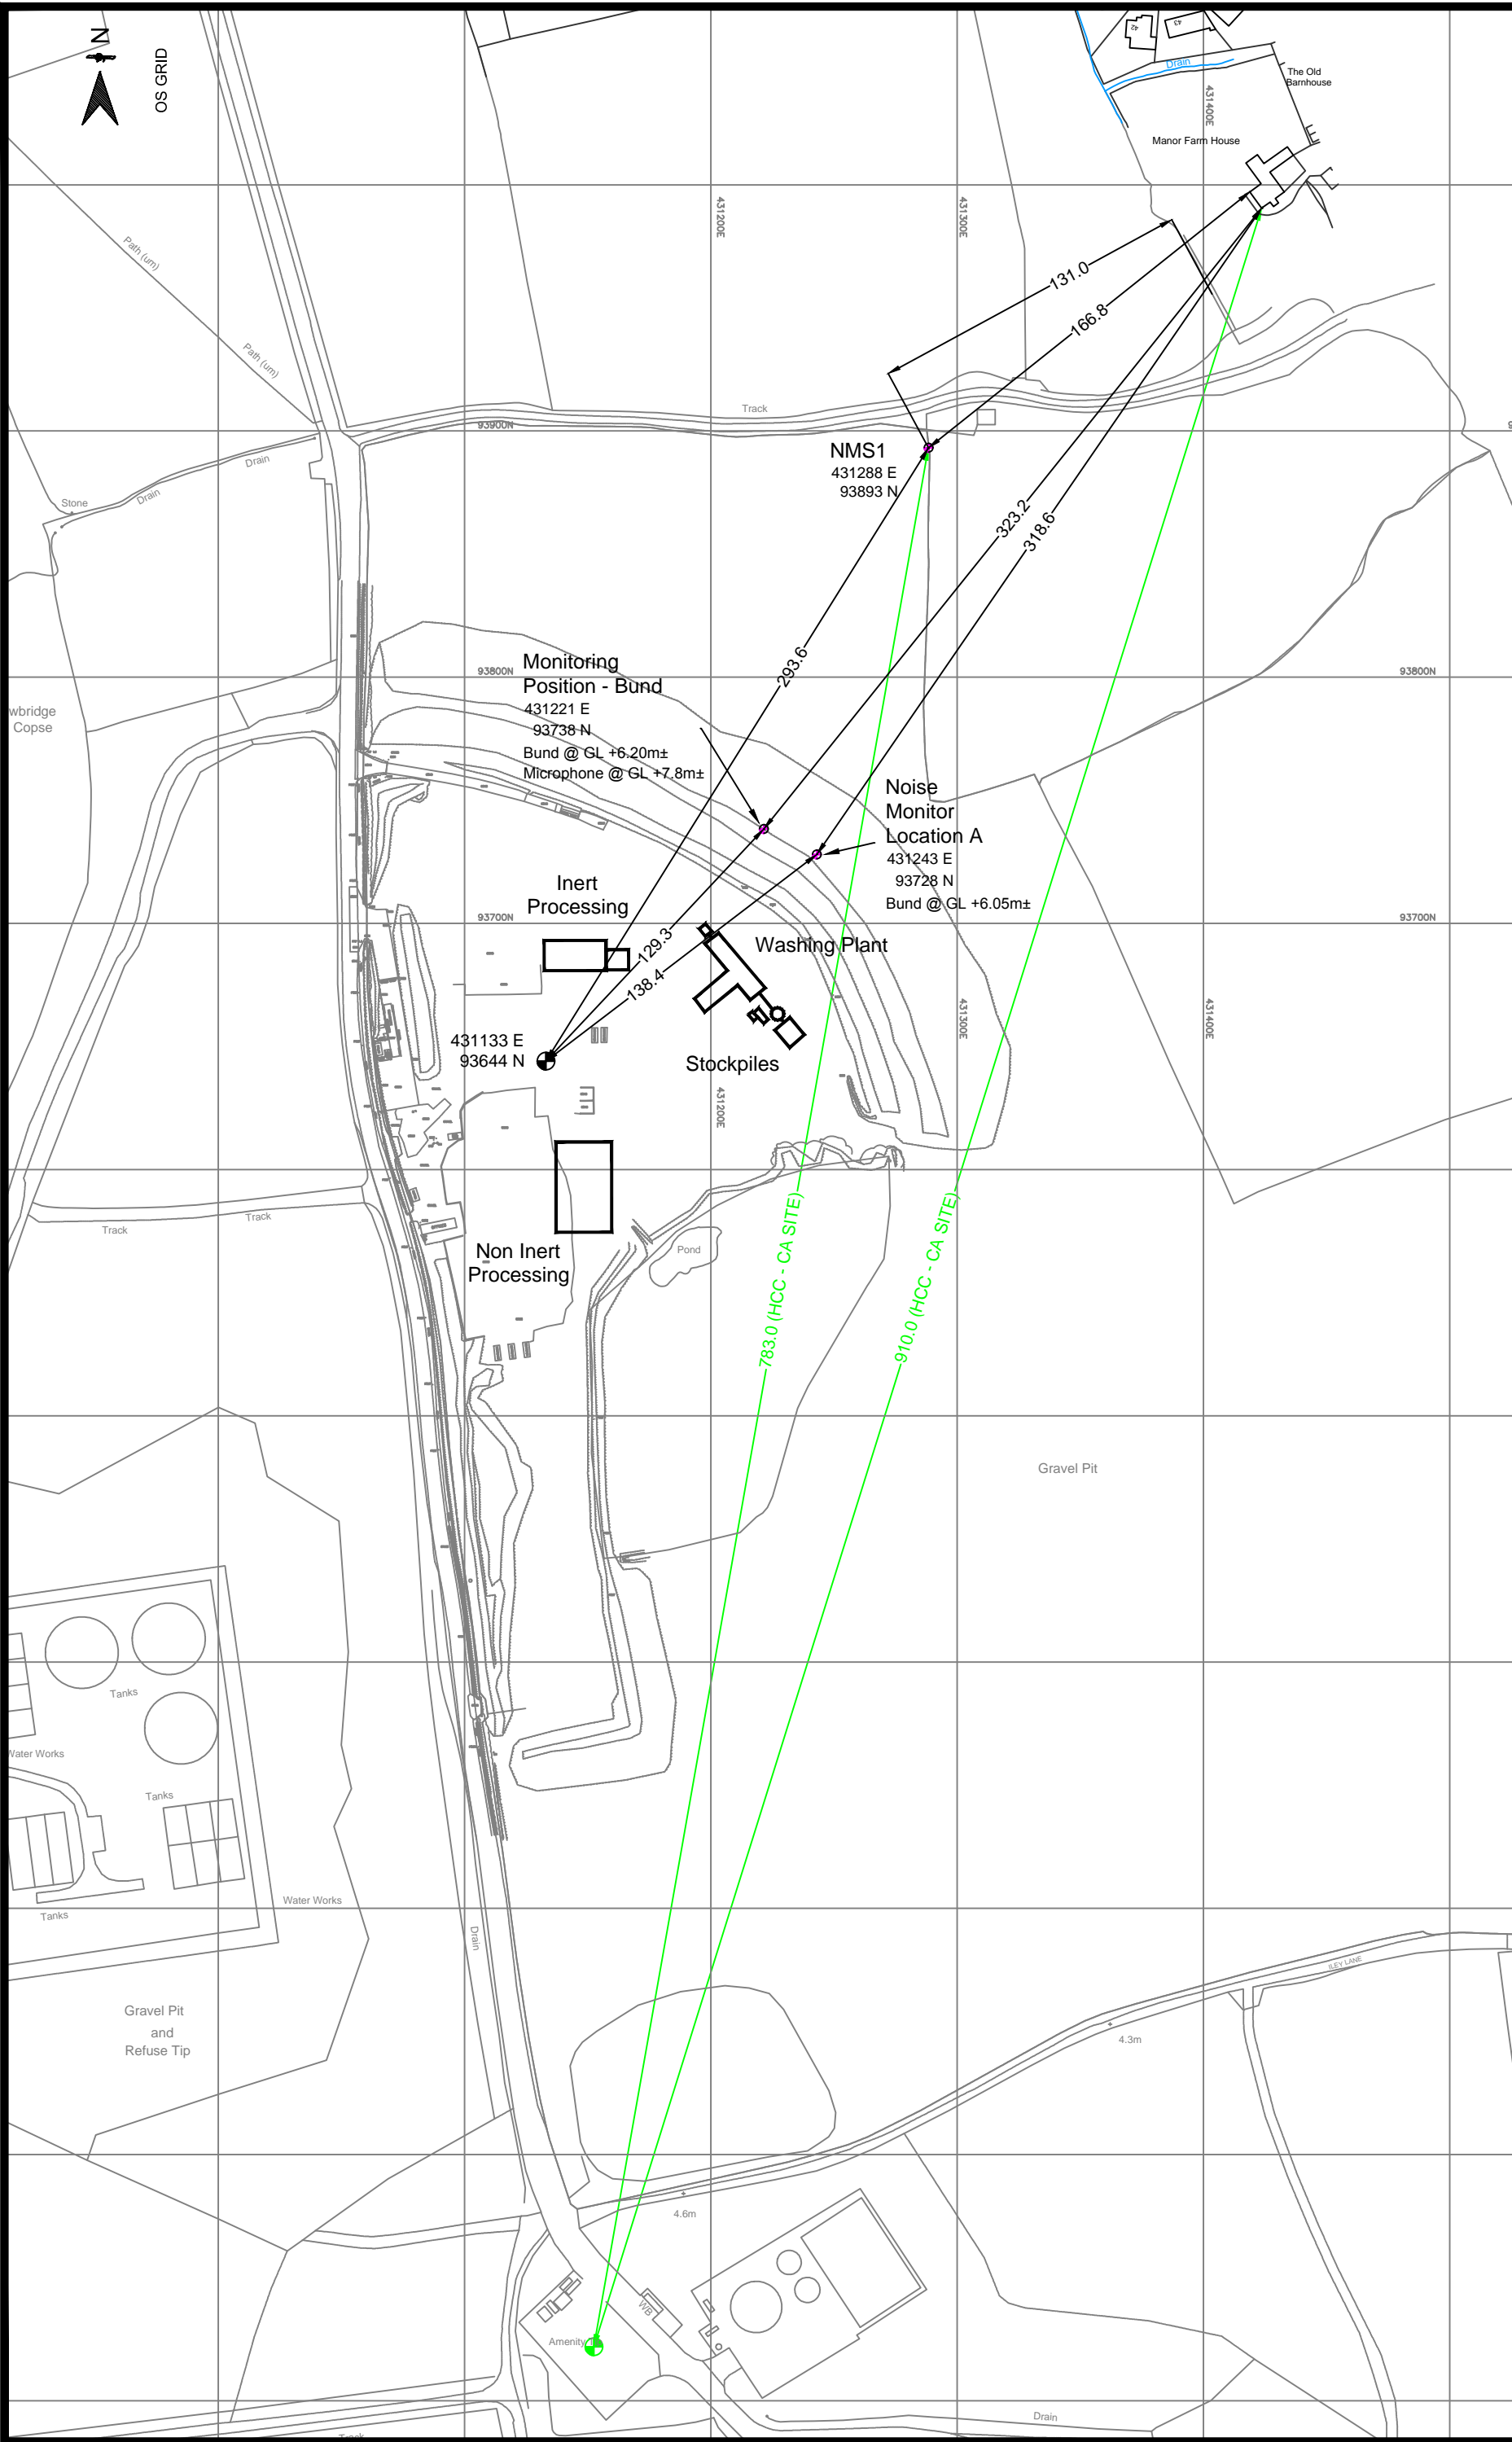 N
OS GRID
42
43
Drain
The Old
Barnhouse
431400E
Manor Farm House
431200E
431300E
Path (um)
Path (um)
131.0
166.8
Track
93900N
NMS1
431288 E
93893 N
Drain
Drain
Stone
323.2
318.6
293.6
Monitoring
Position - Bund
431221 E
93738 N
Bund @ GL +6.20m±
Microphone @ GL +7.8m±
93800N
93800N
wbridge
Copse
Noise
Monitor
Location A
431243 E
93728 N
Bund @ GL +6.05m±
Inert
Processing
93700N
93700N
Washing Plant
129.3
138.4
431300E
431400E
431133 E
93644 N
Stockpiles
431200E
Track
Track
Non Inert
Processing
Pond
783.0 (HCC - CA SITE)
910.0 (HCC - CA SITE)
Gravel Pit
Tanks
Water Works
Tanks
Water Works
Tanks
Drain
ILEY LANE
Gravel Pit
and
Refuse Tip
4.3m
4.6m
WB
Amenity T
Drain
Track